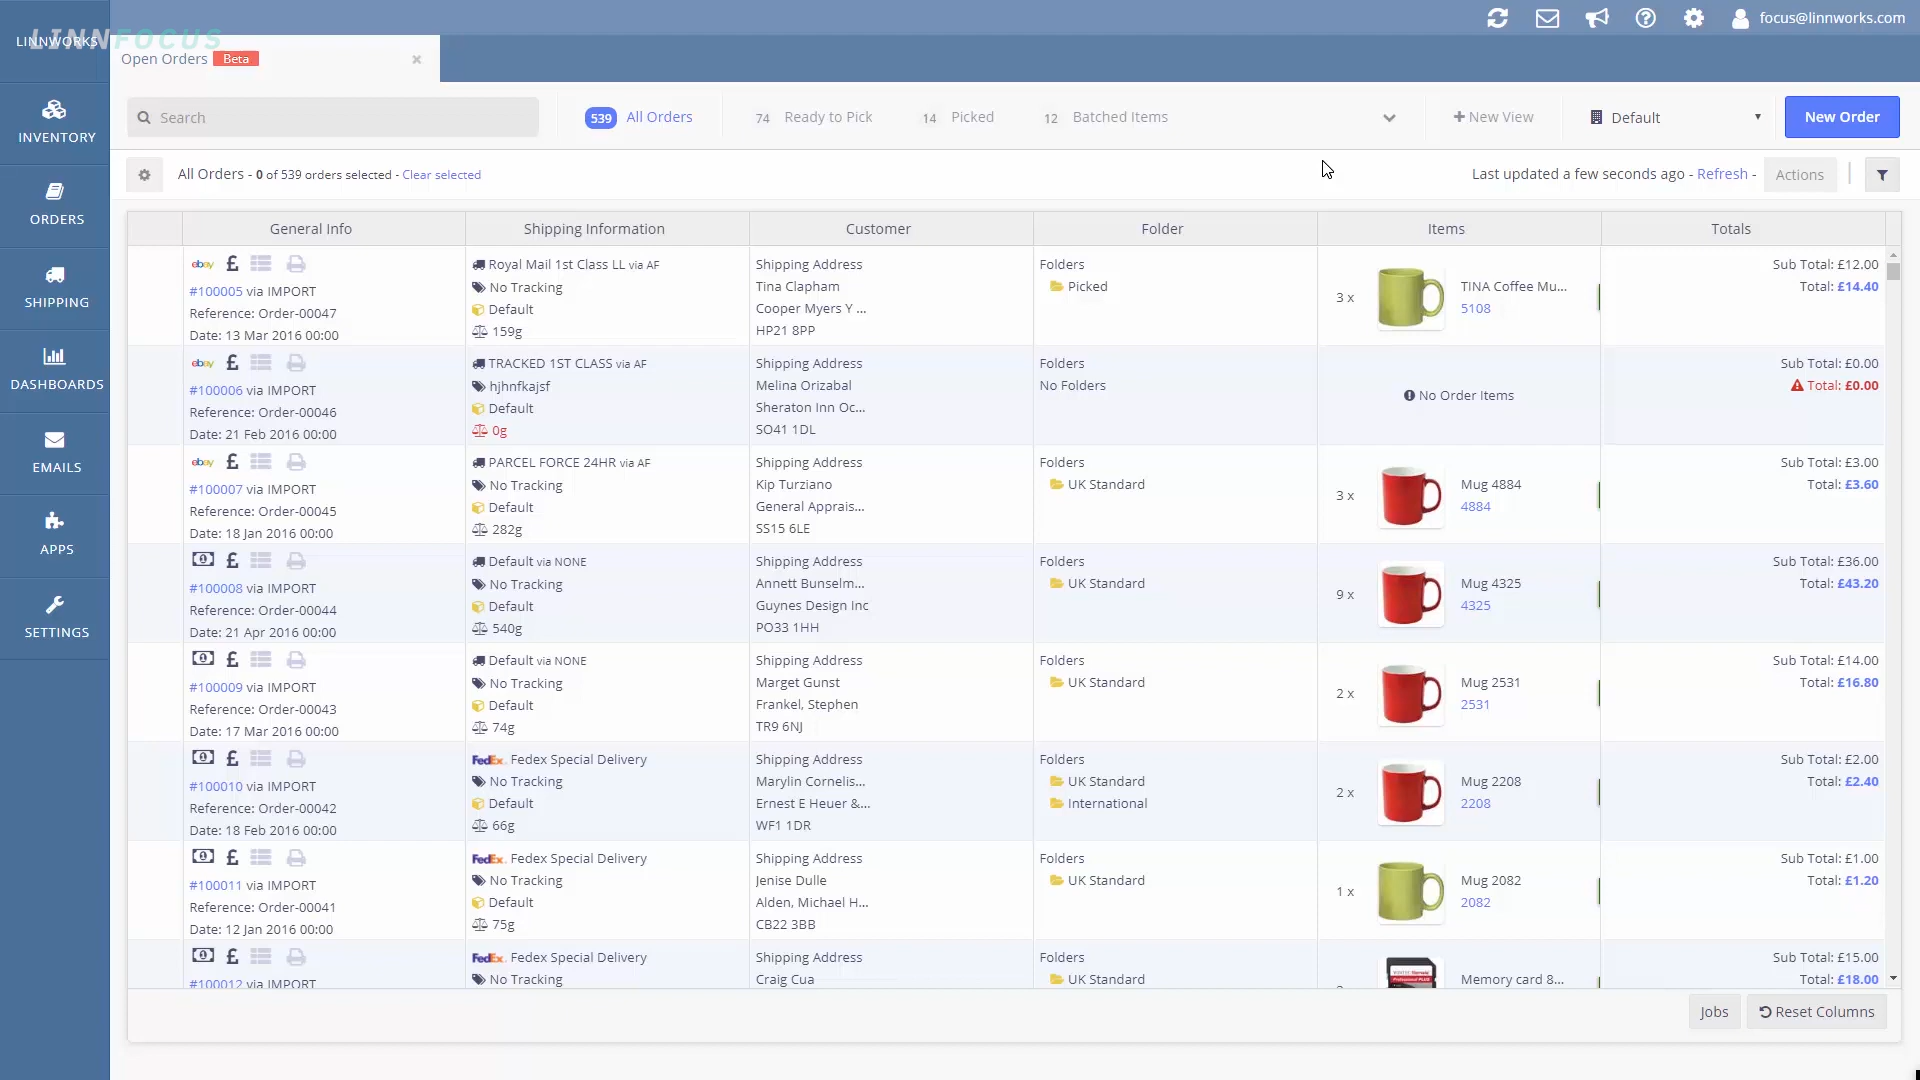 LINNWORKS
LINNFOCUS
focus@linnworks.com
Open Orders Beta ×
INVENTORY
ORDERS
SHIPPING
DASHBOARDS
EMAILS
APPS
SETTINGS
Search
539 All Orders
74 Ready to Pick
14 Picked
12 Batched Items
+ New View
Default
New Order
All Orders - 0 of 539 orders selected - Clear selected
Last updated a few seconds ago - Refresh -
Actions
General Info Shipping Information Customer Folder Items Totals
ebay £
#100005 via IMPORT
Reference: Order-00047
Date: 13 Mar 2016 00:00
Royal Mail 1st Class LL via AF
No Tracking
Default
159g
Shipping Address
Tina Clapham
Cooper Myers Y ...
HP21 8PP
Folders
Picked
3 x
TINA Coffee Mu...
5108
Sub Total: £12.00
Total: £14.40
ebay £
#100006 via IMPORT
Reference: Order-00046
Date: 21 Feb 2016 00:00
TRACKED 1ST CLASS via AF
hjhnfkajsf
Default
0g
Shipping Address
Melina Orizabal
Sheraton Inn Oc...
SO41 1DL
Folders
No Folders
No Order Items
Sub Total: £0.00
Total: £0.00
ebay £
#100007 via IMPORT
Reference: Order-00045
Date: 18 Jan 2016 00:00
PARCEL FORCE 24HR via AF
No Tracking
Default
282g
Shipping Address
Kip Turziano
General Apprais...
SS15 6LE
Folders
UK Standard
3 x
Mug 4884
4884
Sub Total: £3.00
Total: £3.60
£
#100008 via IMPORT
Reference: Order-00044
Date: 21 Apr 2016 00:00
Default via NONE
No Tracking
Default
540g
Shipping Address
Annett Bunselm...
Guynes Design Inc
PO33 1HH
Folders
UK Standard
9 x
Mug 4325
4325
Sub Total: £36.00
Total: £43.20
£
#100009 via IMPORT
Reference: Order-00043
Date: 17 Mar 2016 00:00
Default via NONE
No Tracking
Default
74g
Shipping Address
Marget Gunst
Frankel, Stephen
TR9 6NJ
Folders
UK Standard
2 x
Mug 2531
2531
Sub Total: £14.00
Total: £16.80
£
#100010 via IMPORT
Reference: Order-00042
Date: 18 Feb 2016 00:00
FedEx Fedex Special Delivery
No Tracking
Default
66g
Shipping Address
Marylin Cornelis...
Ernest E Heuer &...
WF1 1DR
Folders
UK Standard
International
2 x
Mug 2208
2208
Sub Total: £2.00
Total: £2.40
£
#100011 via IMPORT
Reference: Order-00041
Date: 12 Jan 2016 00:00
FedEx Fedex Special Delivery
No Tracking
Default
75g
Shipping Address
Jenise Dulle
Alden, Michael H...
CB22 3BB
Folders
UK Standard
1 x
Mug 2082
2082
Sub Total: £1.00
Total: £1.20
£
#100012 via IMPORT
FedEx Fedex Special Delivery
No Tracking
Shipping Address
Craig Cua
Folders
UK Standard
Memory card 8...
Sub Total: £15.00
Total: £18.00
Jobs
Reset Columns